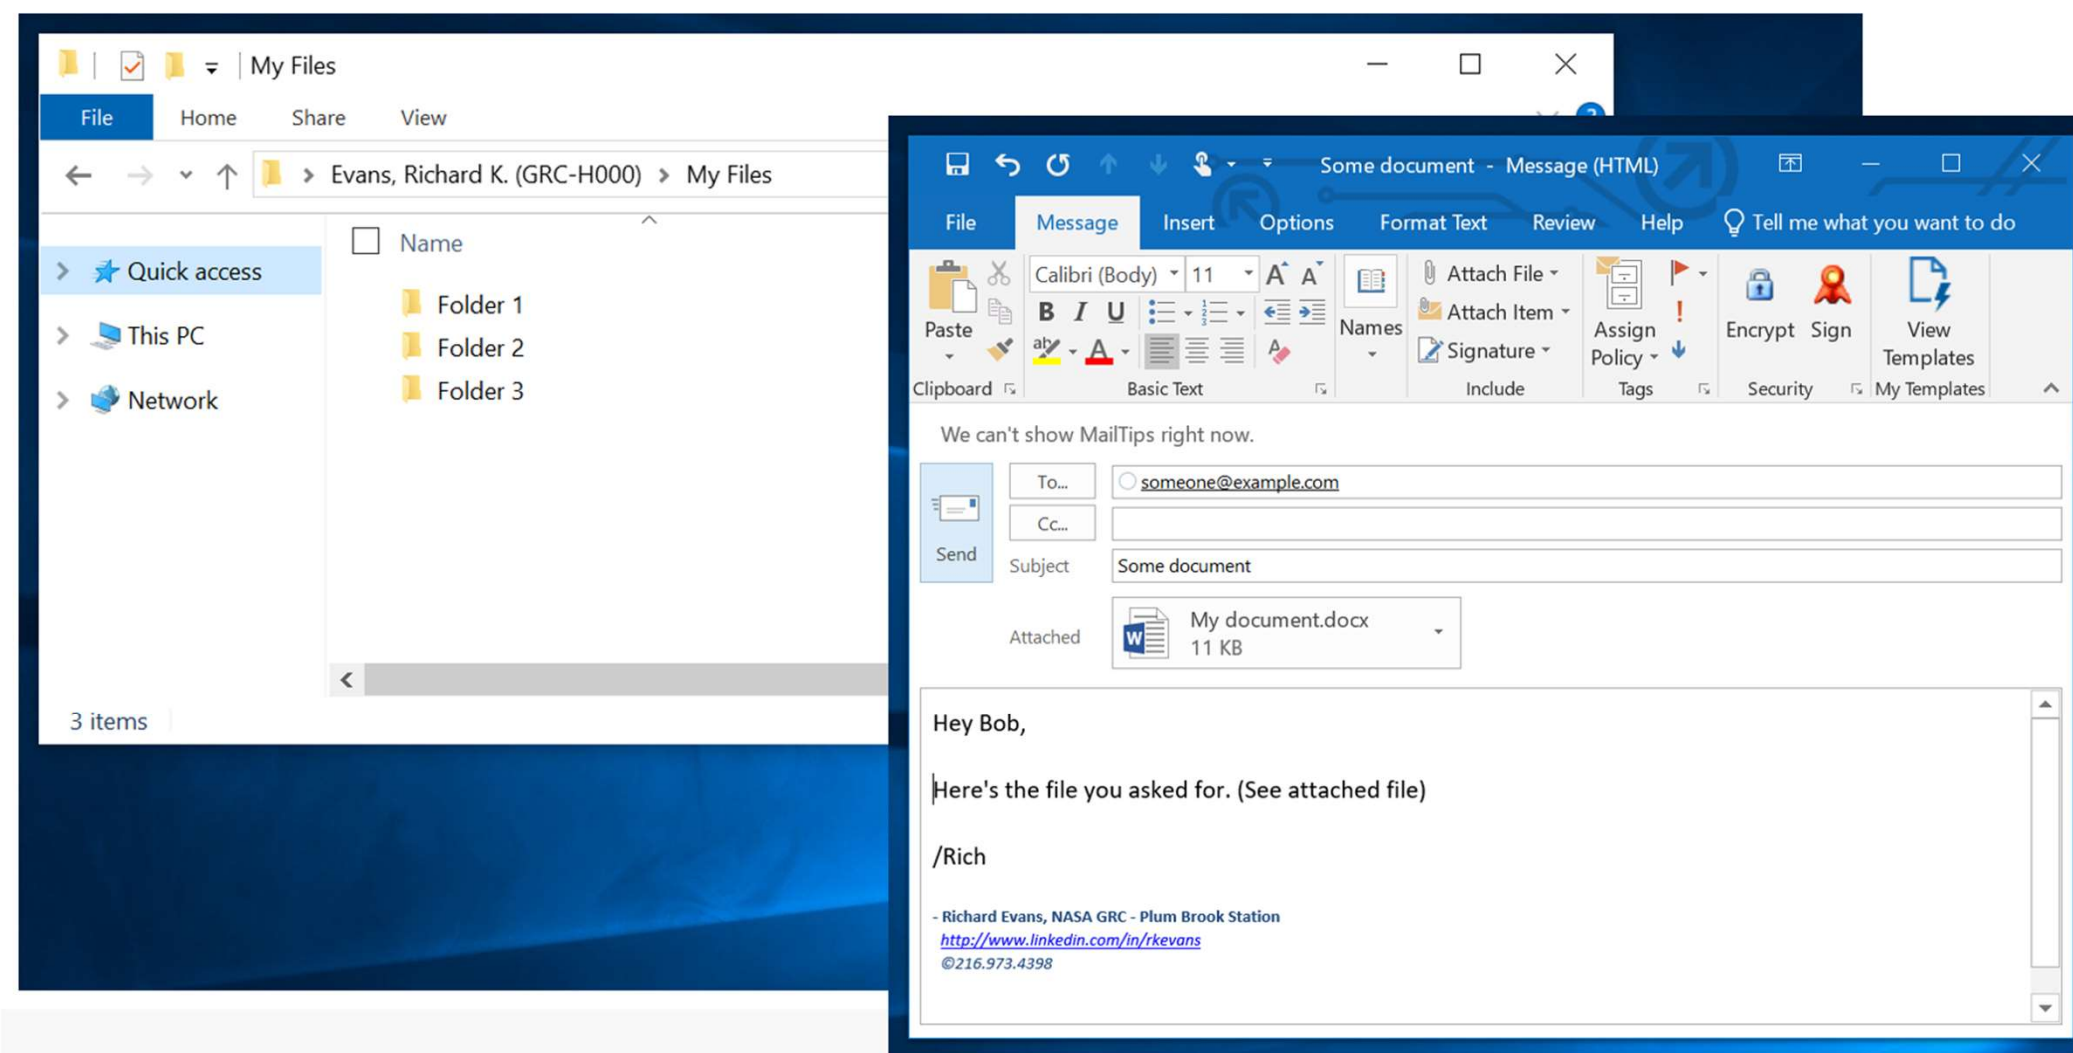 My Files
File Home Share View
Evans, Richard K. (GRC-H000) > My Files
Name
Quick access
This PC
Network
Folder 1
Folder 2
Folder 3
3 items
Some document - Message (HTML)
File Message Insert Options Format Text Review Help Tell me what you want to do
Paste
Clipboard
Calibri (Body) 11
B I U
Basic Text
Names
Attach File
Attach Item
Signature
Include
Assign
Policy
Tags
Encrypt Sign
Security
View
Templates
My Templates
We can't show MailTips right now.
Send
To... someone@example.com
Cc...
Subject Some document
Attached My document.docx
11 KB
Hey Bob,
Here's the file you asked for. (See attached file)
/Rich
- Richard Evans, NASA GRC - Plum Brook Station
http://www.linkedin.com/in/rkevans
©216.973.4398